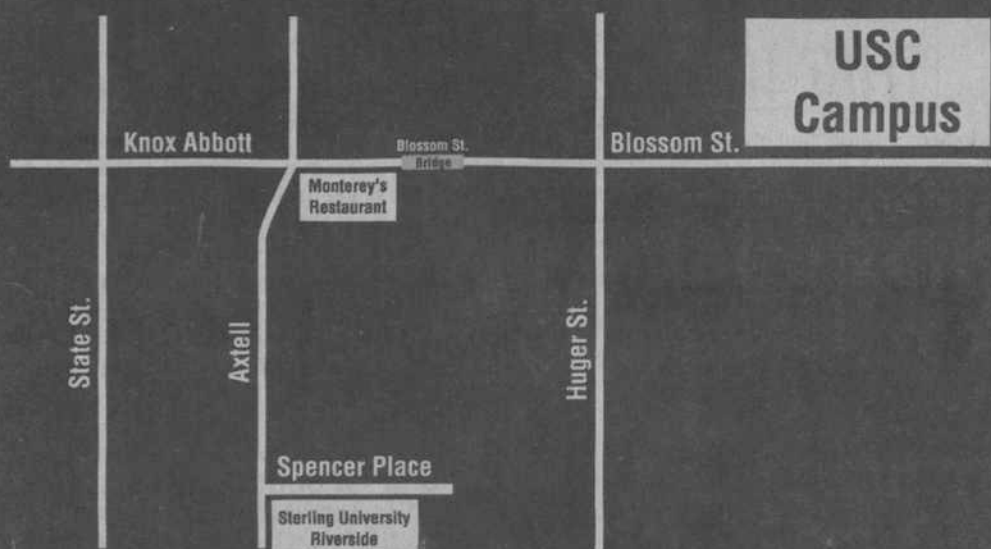 USC
Campus
Knox Abbott
Blossom St.
Bridge
Blossom St.
Monterey's
Restaurant
State St.
Axtell
Huger St.
Spencer Place
Sterling University
Riverside